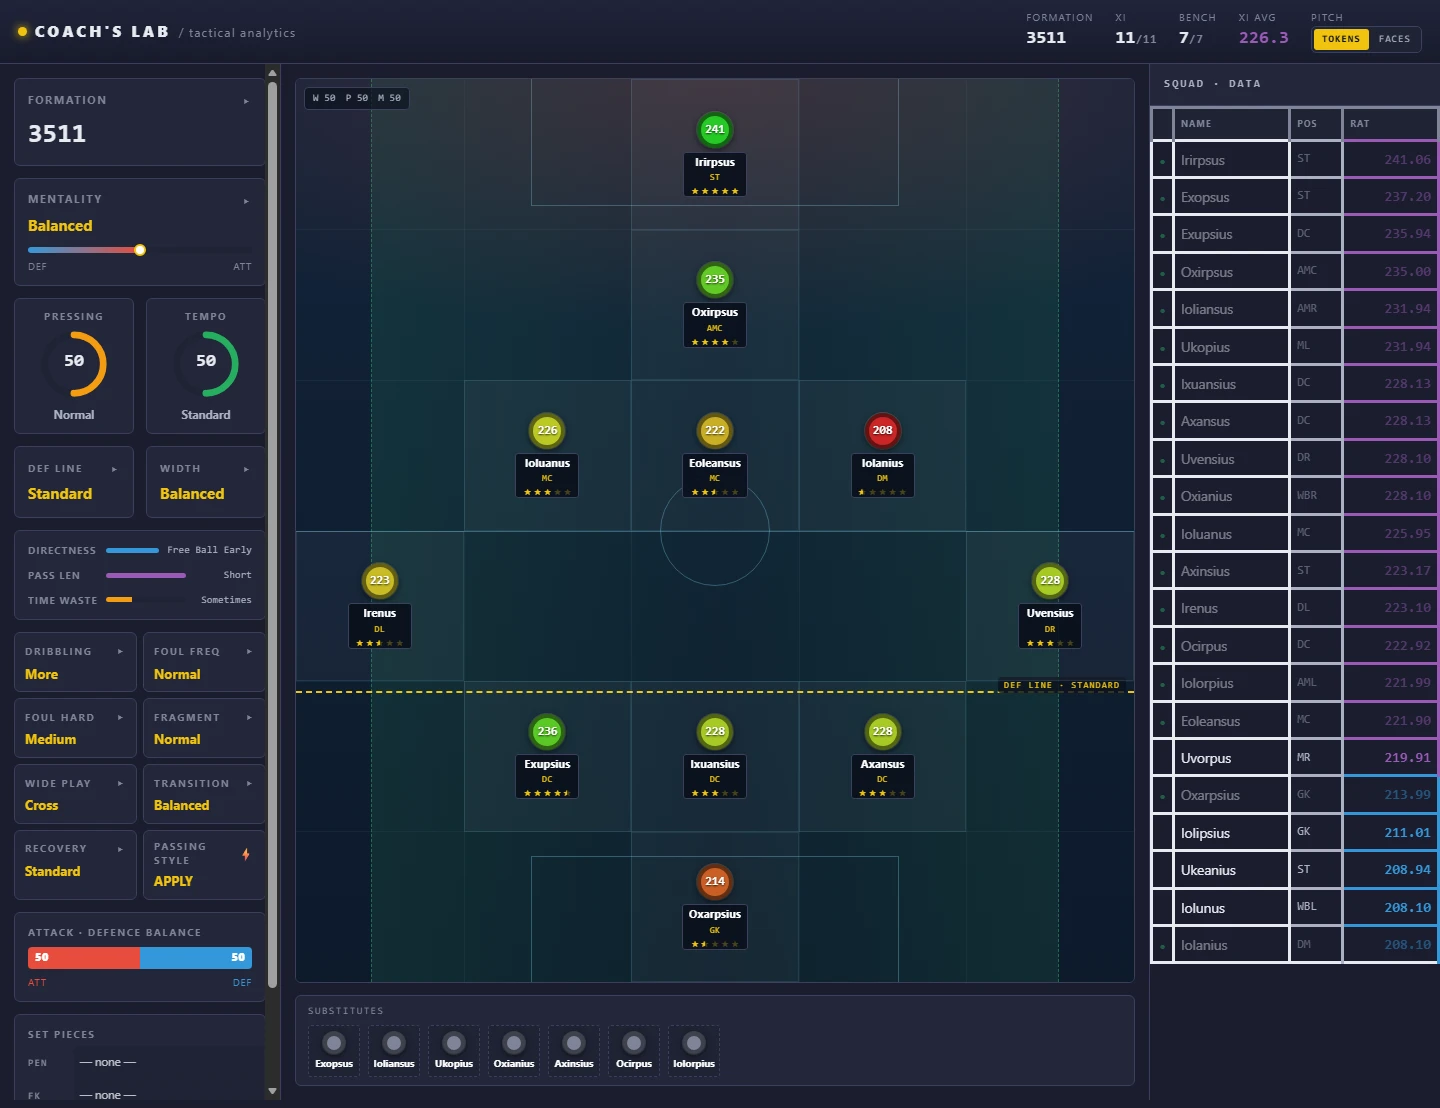 COACH'S LAB / tactical analytics
FORMATION
3511
XI
11/11
BENCH
7/7
XI AVG
226.3
PITCH
TOKENS FACES
FORMATION
3511
MENTALITY
Balanced
DEF ATT
PRESSING
50
Normal
TEMPO
50
Standard
DEF LINE
Standard
WIDTH
Balanced
DIRECTNESS Free Ball Early
PASS LEN Short
TIME WASTE Sometimes
DRIBBLING
More
FOUL FREQ
Normal
FOUL HARD
Medium
FRAGMENT
Normal
WIDE PLAY
Cross
TRANSITION
Balanced
RECOVERY
Standard
PASSING STYLE
APPLY
ATTACK · DEFENCE BALANCE
50 50
ATT DEF
SET PIECES
PEN — none —
FK — none —
W 50 P 50 M 50
241
Irirpsus
ST
235
Oxirpsus
AMC
226
Ioluanus
MC
222
Eoleansus
MC
208
Iolanius
DM
223
Irenus
DL
228
Uvensius
DR
DEF LINE · STANDARD
236
Exupsius
DC
228
Ixuansius
DC
228
Axansus
DC
214
Oxarpsius
GK
SUBSTITUTES
Exopsus Ioliansus Ukopius Oxianius Axinsius Ocirpus Iolorpius
SQUAD · DATA
NAME POS RAT
Irirpsus ST 241.06
Exopsus ST 237.20
Exupsius DC 235.94
Oxirpsus AMC 235.00
Ioliansus AMR 231.94
Ukopius ML 231.94
Ixuansius DC 228.13
Axansus DC 228.13
Uvensius DR 228.10
Oxianius WBR 228.10
Ioluanus MC 225.95
Axinsius ST 223.17
Irenus DL 223.10
Ocirpus DC 222.92
Iolorpius AML 221.99
Eoleansus MC 221.90
Uvorpus MR 219.91
Oxarpsius GK 213.99
Iolipsius GK 211.01
Ukeanius ST 208.94
Iolunus WBL 208.10
Iolanius DM 208.10